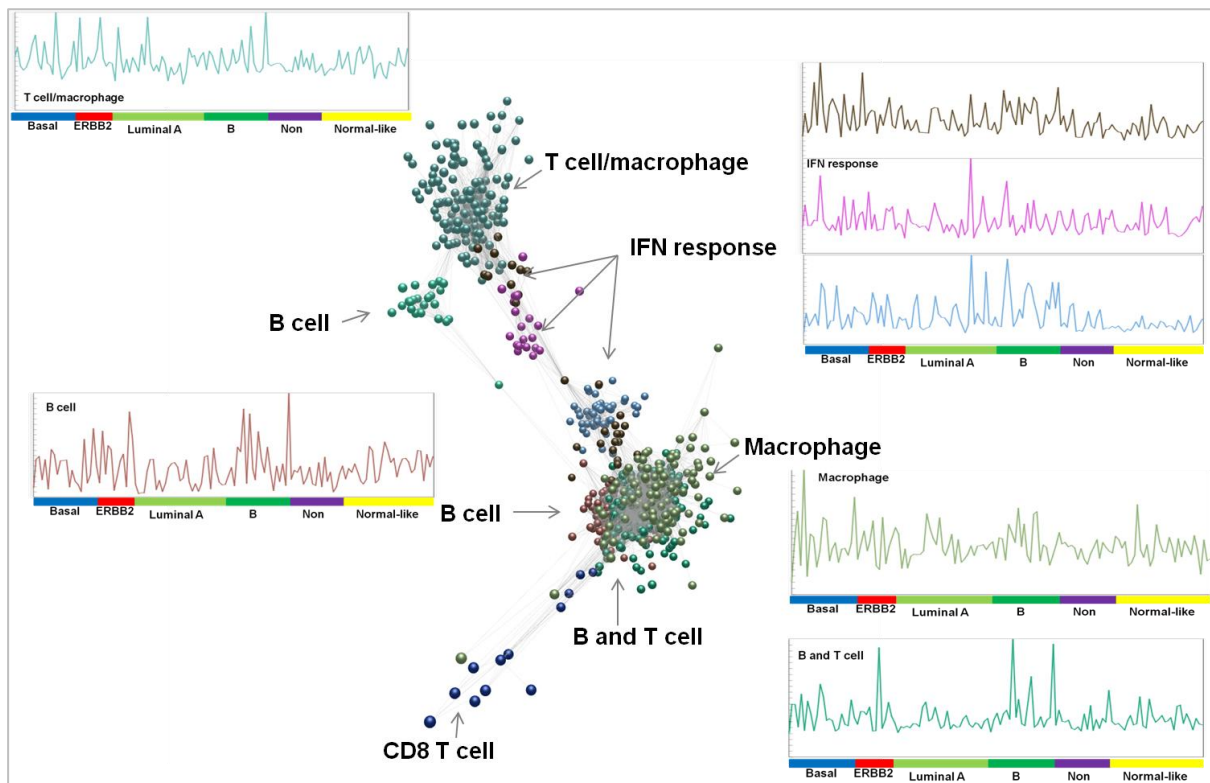 T cell/macrophage
Basal ERBB2 Luminal A B Non Normal-like
T cell/macrophage
IFN response
B cell
IFN response
Basal ERBB2 Luminal A B Non Normal-like
B cell
Basal ERBB2 Luminal A B Non Normal-like
B cell
Macrophage
B and T cell
CD8 T cell
Macrophage
Basal ERBB2 Luminal A B Non Normal-like
B and T cell
Basal ERBB2 Luminal A B Non Normal-like